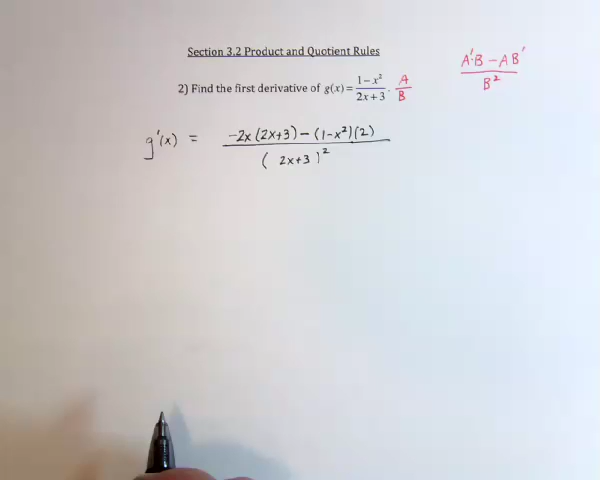 Section 3.2 Product and Quotient Rules
2) Find the first derivative of g(x) = (1 − x²)/(2x + 3). A/B
(A'·B − AB')/B²
g'(x) = (−2x(2x+3) − (1−x²)(2))/(2x+3)²